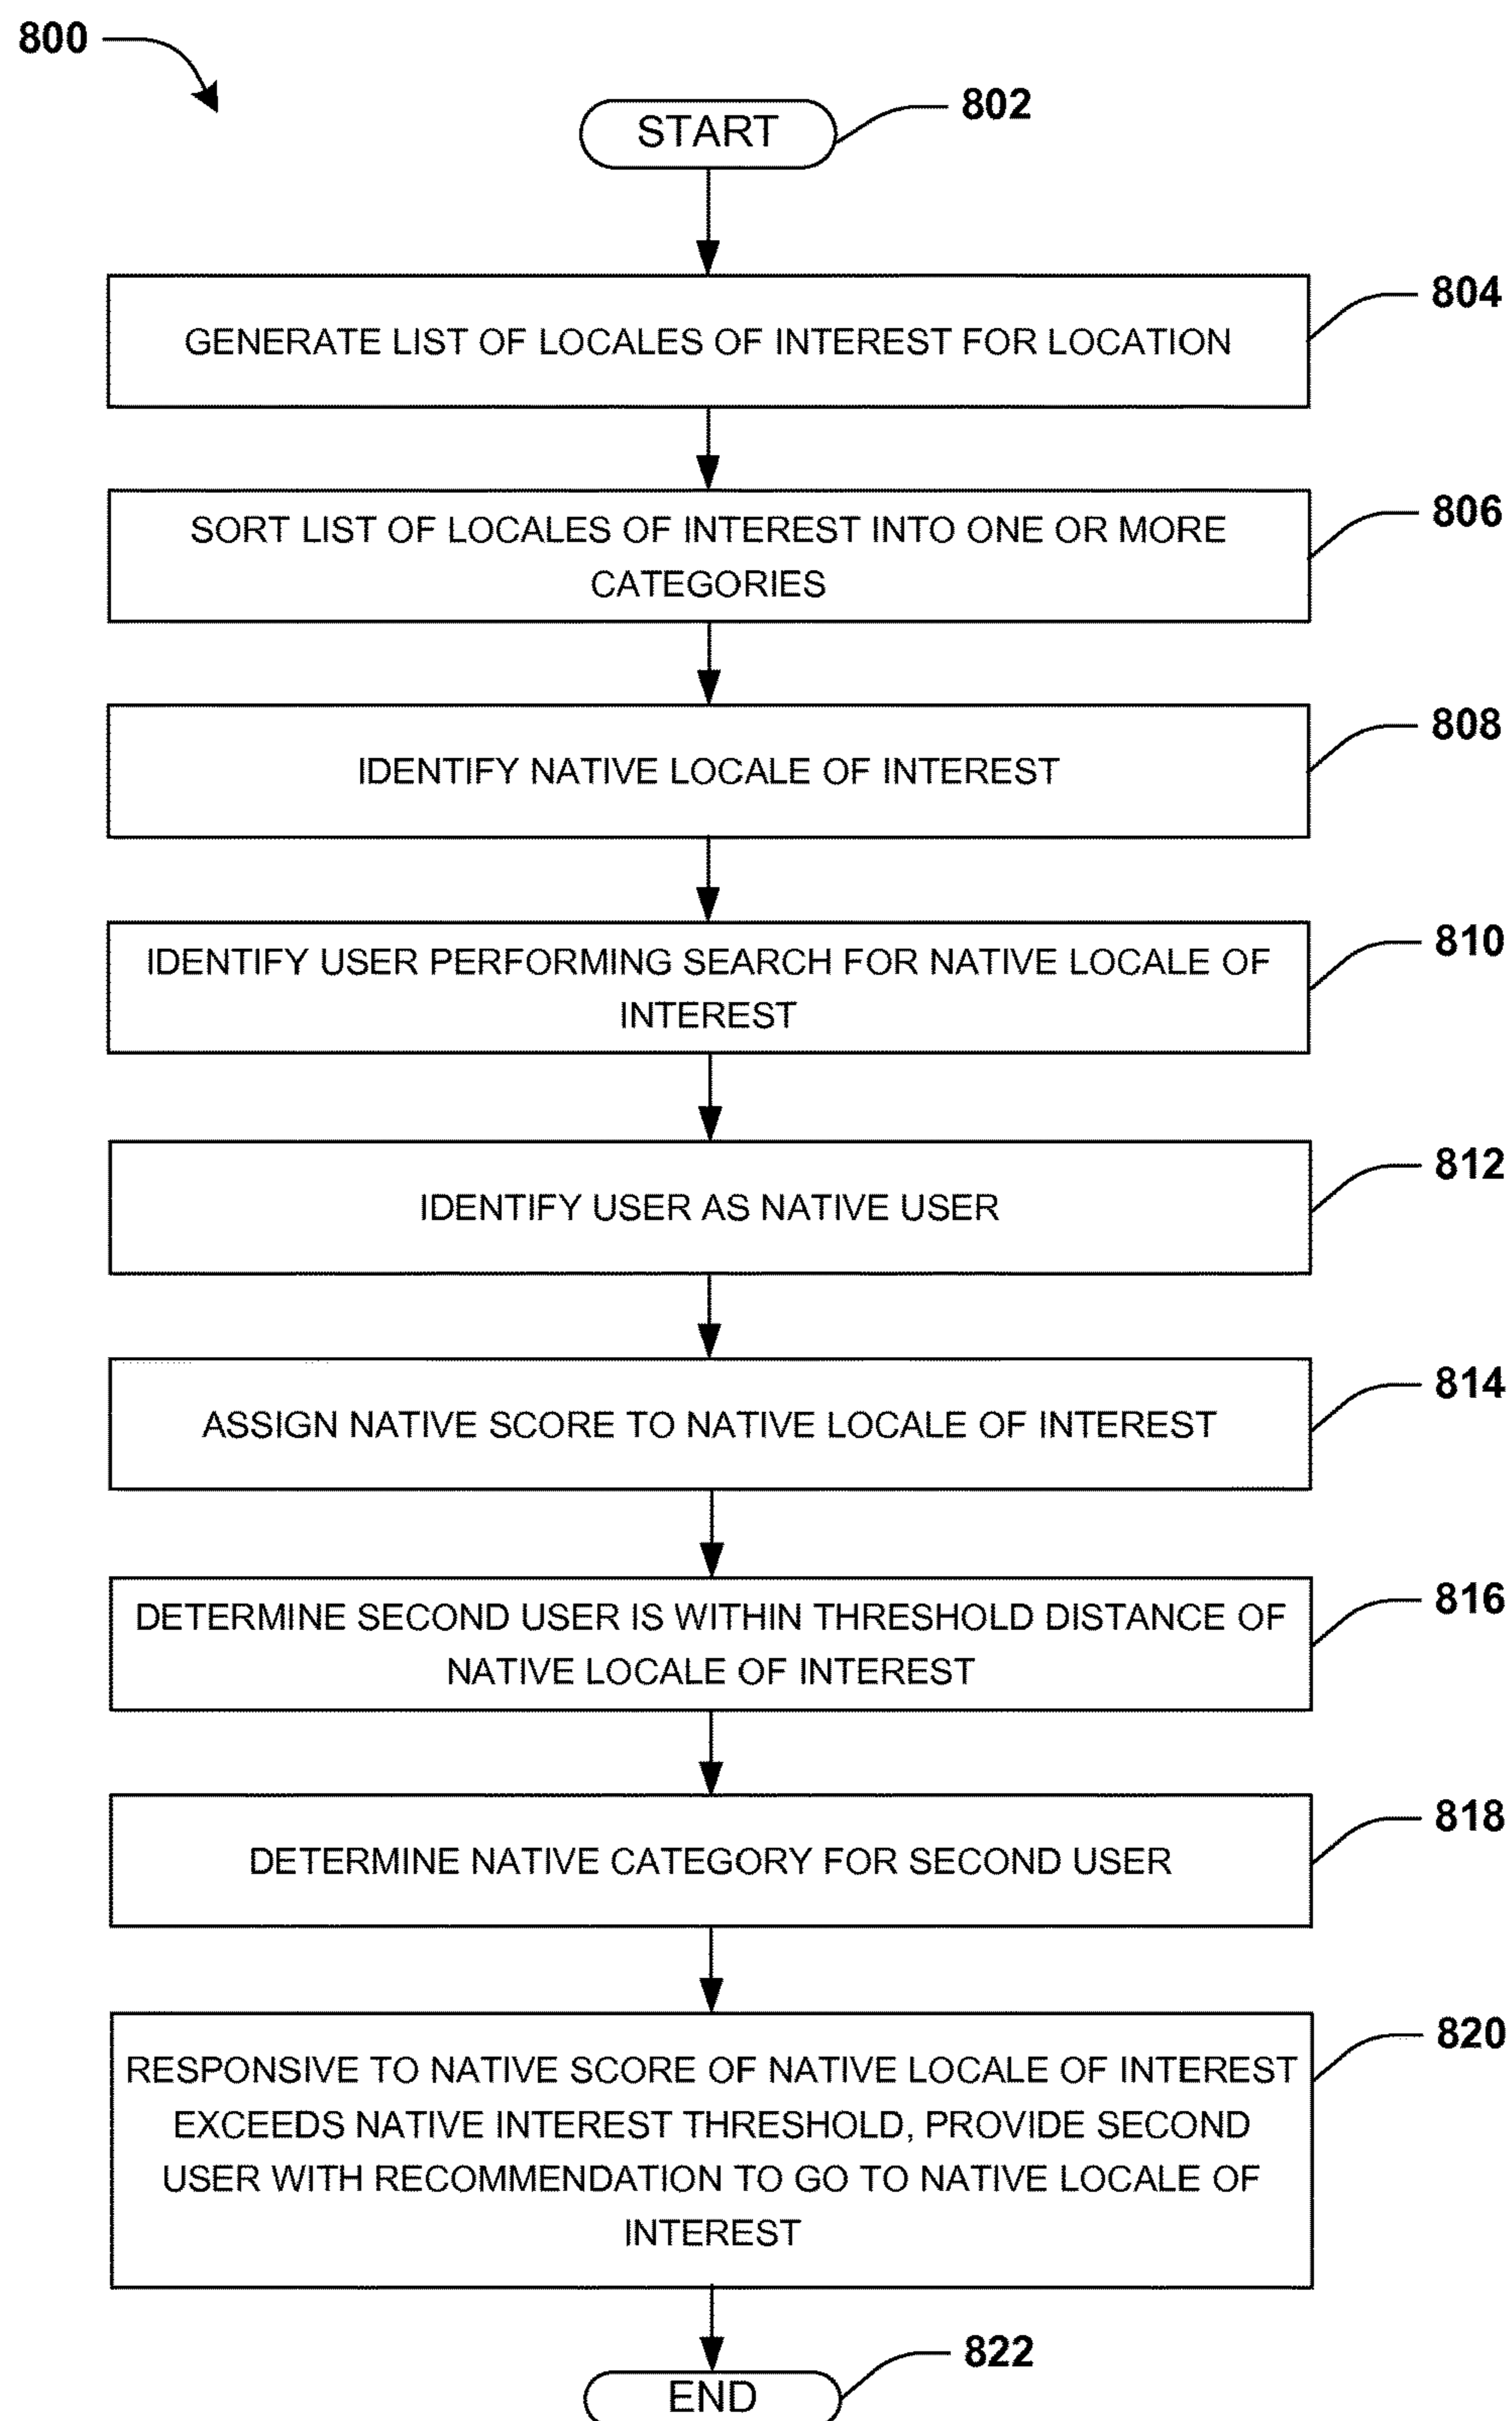 800
START
802
GENERATE LIST OF LOCALES OF INTEREST FOR LOCATION
804
SORT LIST OF LOCALES OF INTEREST INTO ONE OR MORE
CATEGORIES
806
IDENTIFY NATIVE LOCALE OF INTEREST
808
IDENTIFY USER PERFORMING SEARCH FOR NATIVE LOCALE OF
INTEREST
810
IDENTIFY USER AS NATIVE USER
812
ASSIGN NATIVE SCORE TO NATIVE LOCALE OF INTEREST
814
DETERMINE SECOND USER IS WITHIN THRESHOLD DISTANCE OF
NATIVE LOCALE OF INTEREST
816
DETERMINE NATIVE CATEGORY FOR SECOND USER
818
RESPONSIVE TO NATIVE SCORE OF NATIVE LOCALE OF INTEREST
EXCEEDS NATIVE INTEREST THRESHOLD, PROVIDE SECOND
USER WITH RECOMMENDATION TO GO TO NATIVE LOCALE OF
INTEREST
820
END
822